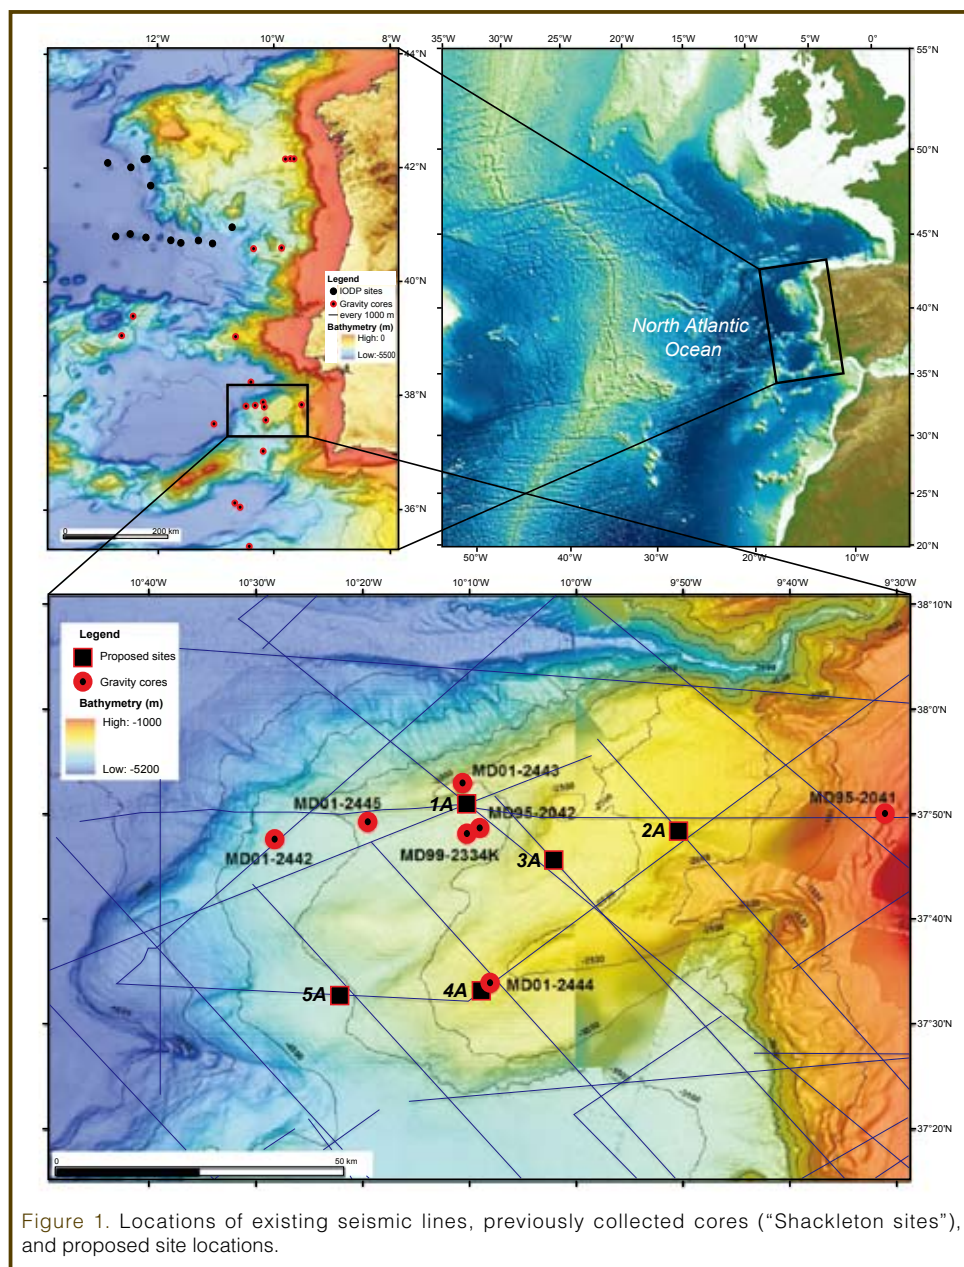 12°W 10°W 8°W
44°N
42°N
40°N
38°N
36°N
Legend
IODP sites
Gravity cores
every 1000 m
Bathymetry (m)
High: 0
Low:-5500
0 200 km
35°W 30°W 25°W 20°W 15°W 10°W 5°W 0°
55°N
50°N
45°N
40°N
35°N
30°N
25°N
20°N
North Atlantic
Ocean
50°W 40°W 30°W 20°W 10°W
10°40'W 10°30'W 10°20'W 10°10'W 10°00'W 9°50'W 9°40'W 9°30'W
38°10'N
38°0'N
37°50'N
37°40'N
37°30'N
37°20'N
Legend
Proposed sites
Gravity cores
Bathymetry (m)
High: -1000
Low: -5200
MD01-2443
1A
MD01-2445
MD95-2042
MD95-2041
2A
MD01-2442
MD99-2334K
3A
5A
4A
MD01-2444
0 50 km
Figure 1. Locations of existing seismic lines, previously collected cores (“Shackleton sites”),
and proposed site locations.